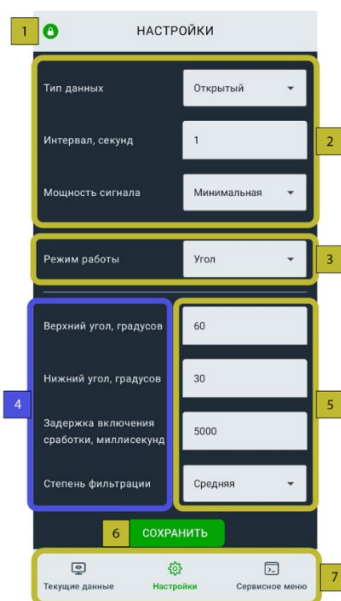 1
НАСТРОЙКИ
Тип данных
Открытый
Интервал, секунд
1
2
Мощность сигнала
Минимальная
Режим работы
Угол
3
Верхний угол, градусов
60
Нижний угол, градусов
30
4
5
Задержка включения
сработки, миллисекунд
5000
Степень фильтрации
Средняя
6
СОХРАНИТЬ
Текущие данные
Настройки
Сервисное меню
7